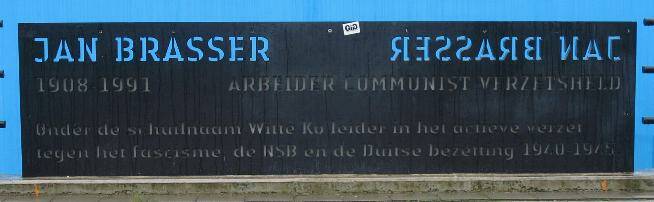 JAN BRASSER JAN BRASSER
1908-1991 ARBEIDER COMMUNIST VERZETSHELD
Onder de schuilnaam Witte Ko leider in het actieve verzet
tegen het fascisme, de NSB en de Duitse bezetting 1940-1945